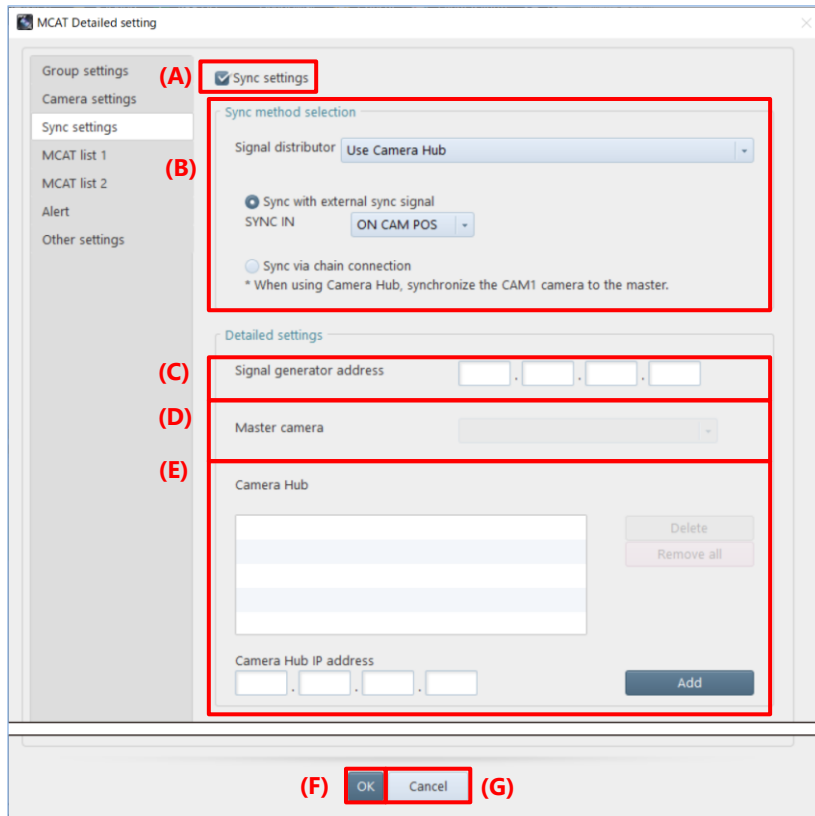 MCAT Detailed setting
Group settings
Camera settings
Sync settings
MCAT list 1
MCAT list 2
Alert
Other settings
(A)
Sync settings
(B)
Sync method selection
Signal distributor Use Camera Hub
Sync with external sync signal
SYNC IN ON CAM POS
Sync via chain connection
* When using Camera Hub, synchronize the CAM1 camera to the master.
Detailed settings
(C)
Signal generator address . . .
(D)
Master camera
(E)
Camera Hub
Delete
Remove all
Camera Hub IP address
. . . Add
(F) OK Cancel (G)